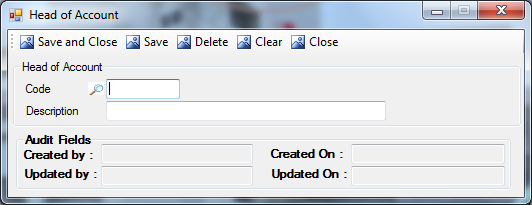 Head of Account
Save and Close Save Delete Clear Close
Head of Account
Code
Description
Audit Fields
Created by : Created On :
Updated by : Updated On :